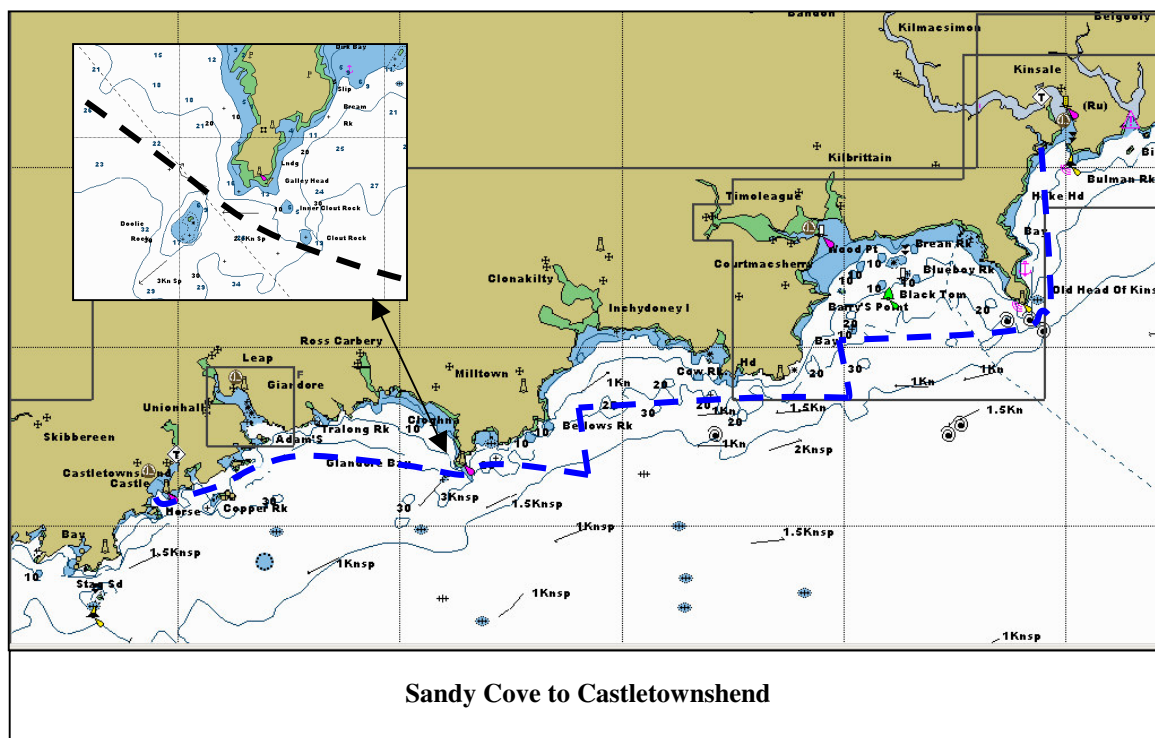 Bandon
Belgooly
Kilmacsimon
Kinsale
(Ru)
Kilbrittain
Bulman Rk
Timoleague
Hake Hd
Bay
Wood Pt
Brean Rk
Courtmacsherry
Blueboy Rk
Black Tom
Old Head Of Kins
Barry'S Point
Bay
Clonakilty
Inchydoney I
Hd
Cow Rk
Ross Carbery
Milltown
Leap
Glandore
Unionhall
Cloghna
Bellows Rk
Tralong Rk
Adam'S
Skibbereen
Glandore Bay
Castletownshend
Castle
Horse
Copper Rk
Bay
Stag Sd
Dirk Bay
Slip
Bream
Rk
Lndg
Galley Head
Inner Clout Rock
Doolic
Rock
Clout Rock
3Kn Sp
1Kn
1Kn
1Kn
1Kn
1Kn
1.5Kn
1.5Kn
2Knsp
3Knsp
1.5Knsp
1Knsp
1.5Knsp
1.5Knsp
1Knsp
1Knsp
1Knsp
Sandy Cove to Castletownshend